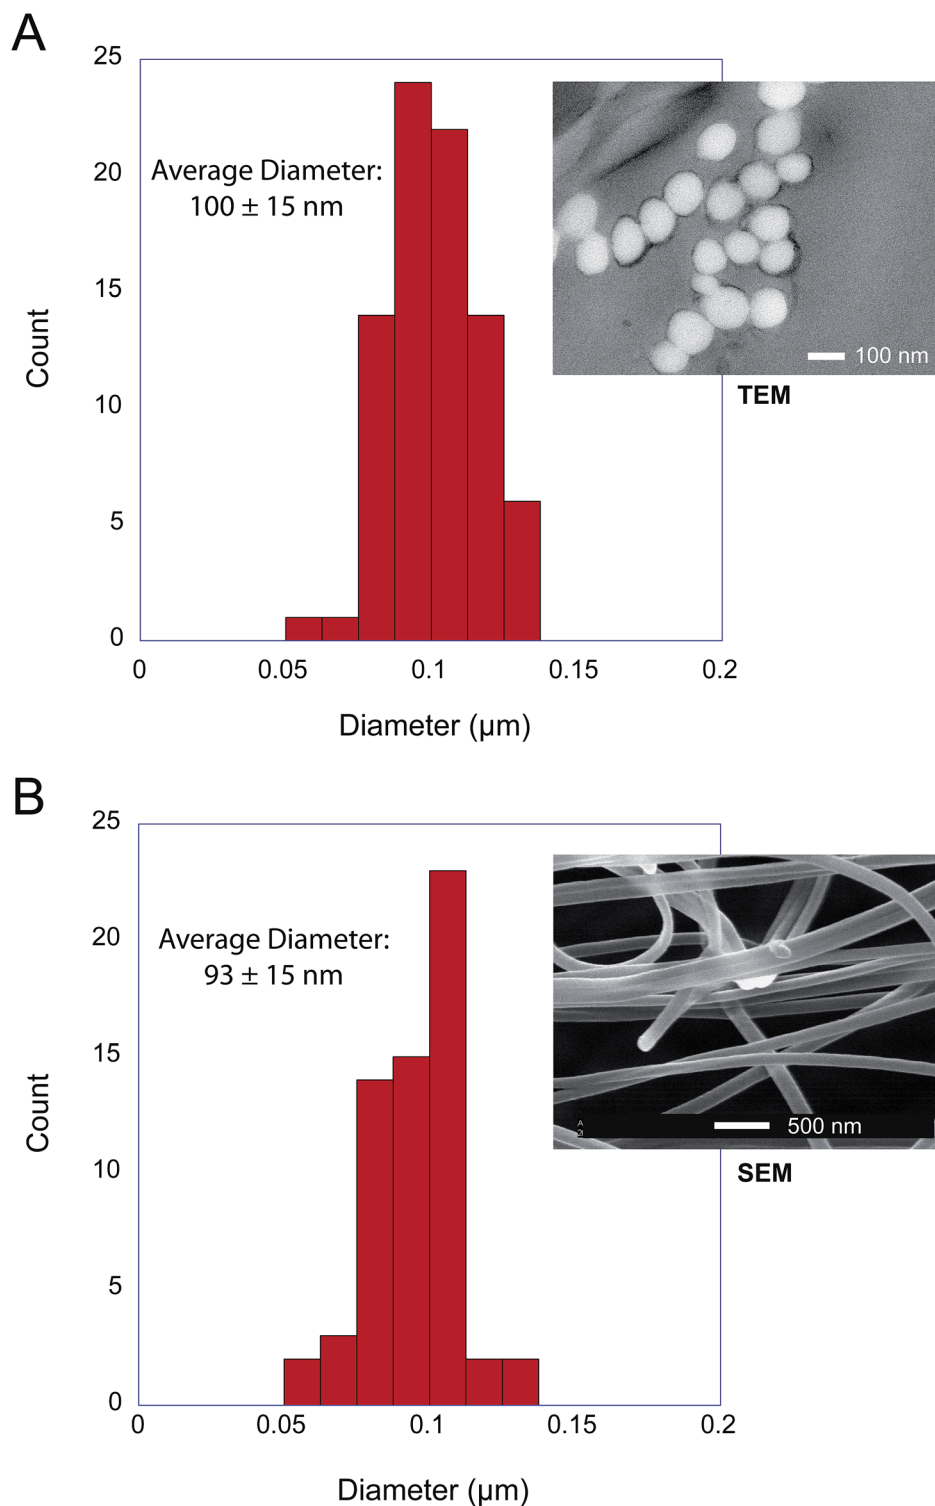 A
25
20
15
10
5
0
Count
Average Diameter:
100 ± 15 nm
100 nm
TEM
0 0.05 0.1 0.15 0.2
Diameter (µm)
B
25
20
15
10
5
0
Count
Average Diameter:
93 ± 15 nm
500 nm
SEM
0 0.05 0.1 0.15 0.2
Diameter (µm)